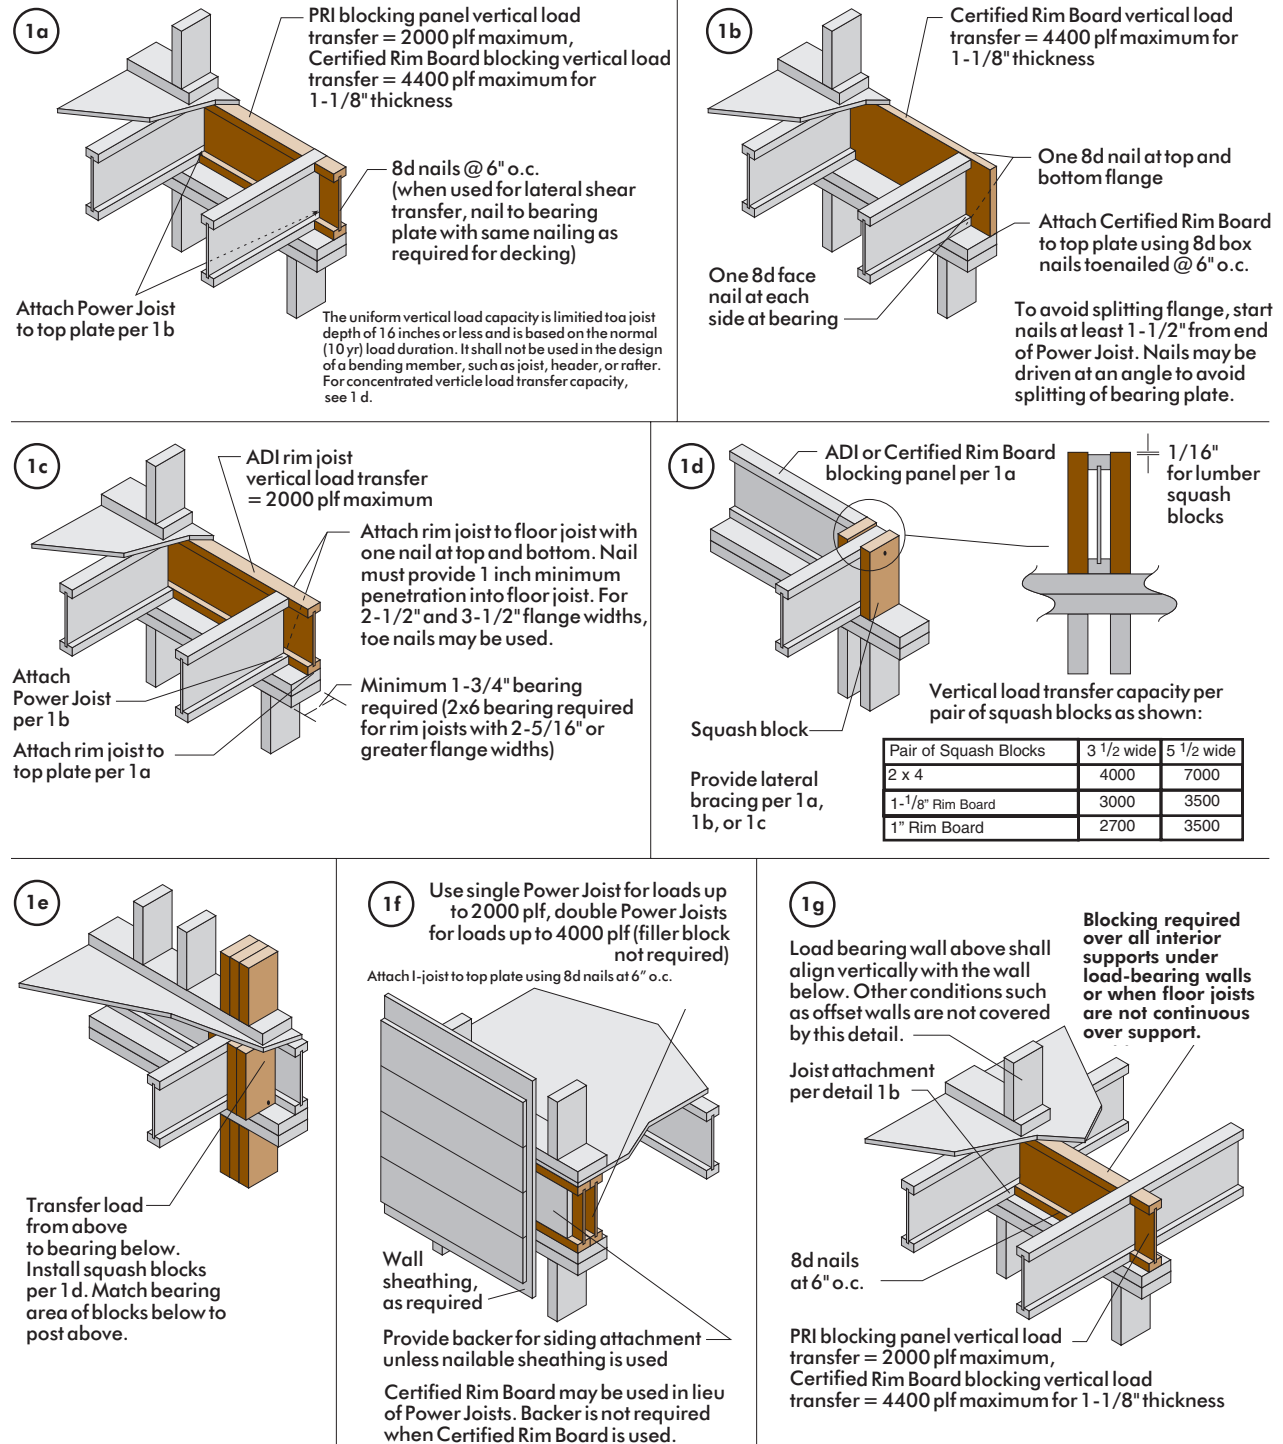 1a
PRI blocking panel vertical load
transfer = 2000 plf maximum,
Certified Rim Board blocking vertical load
transfer = 4400 plf maximum for
1-1/8" thickness
8d nails @ 6" o.c.
(when used for lateral shear
transfer, nail to bearing
plate with same nailing as
required for decking)
Attach Power Joist
to top plate per 1b
The uniform vertical load capacity is limitied toa joist
depth of 16 inches or less and is based on the normal
(10 yr) load duration. It shall not be used in the design
of a bending member, such as joist, header, or rafter.
For concentrated verticle load transfer capacity,
see 1 d.
1b
Certified Rim Board vertical load
transfer = 4400 plf maximum for
1-1/8" thickness
One 8d nail at top and
bottom flange
Attach Certified Rim Board
to top plate using 8d box
nails toenailed @ 6" o.c.
One 8d face
nail at each
side at bearing
To avoid splitting flange, start
nails at least 1-1/2" from end
of Power Joist. Nails may be
driven at an angle to avoid
splitting of bearing plate.
1c
ADI rim joist
vertical load transfer
= 2000 plf maximum
Attach rim joist to floor joist with
one nail at top and bottom. Nail
must provide 1 inch minimum
penetration into floor joist. For
2-1/2" and 3-1/2" flange widths,
toe nails may be used.
Attach
Power Joist
per 1b
Minimum 1-3/4" bearing
required (2x6 bearing required
for rim joists with 2-5/16" or
greater flange widths)
Attach rim joist to
top plate per 1a
1d
ADI or Certified Rim Board
blocking panel per 1a
1/16"
for lumber
squash
blocks
Squash block
Provide lateral
bracing per 1a,
1b, or 1c
Vertical load transfer capacity per
pair of squash blocks as shown:
Pair of Squash Blocks 3 1/2 wide 5 1/2 wide
2 x 4 4000 7000
1-1/8" Rim Board 3000 3500
1" Rim Board 2700 3500
1e
Transfer load
from above
to bearing below.
Install squash blocks
per 1d. Match bearing
area of blocks below to
post above.
1f
Use single Power Joist for loads up
to 2000 plf, double Power Joists
for loads up to 4000 plf (filler block
not required)
Attach I-joist to top plate using 8d nails at 6" o.c.
Wall
sheathing,
as required
Provide backer for siding attachment
unless nailable sheathing is used
Certified Rim Board may be used in lieu
of Power Joists. Backer is not required
when Certified Rim Board is used.
1g
Load bearing wall above shall
align vertically with the wall
below. Other conditions such
as offset walls are not covered
by this detail.
Blocking required
over all interior
supports under
load-bearing walls
or when floor joists
are not continuous
over support.
Joist attachment
per detail 1b
8d nails
at 6" o.c.
PRI blocking panel vertical load
transfer = 2000 plf maximum,
Certified Rim Board blocking vertical load
transfer = 4400 plf maximum for 1-1/8" thickness